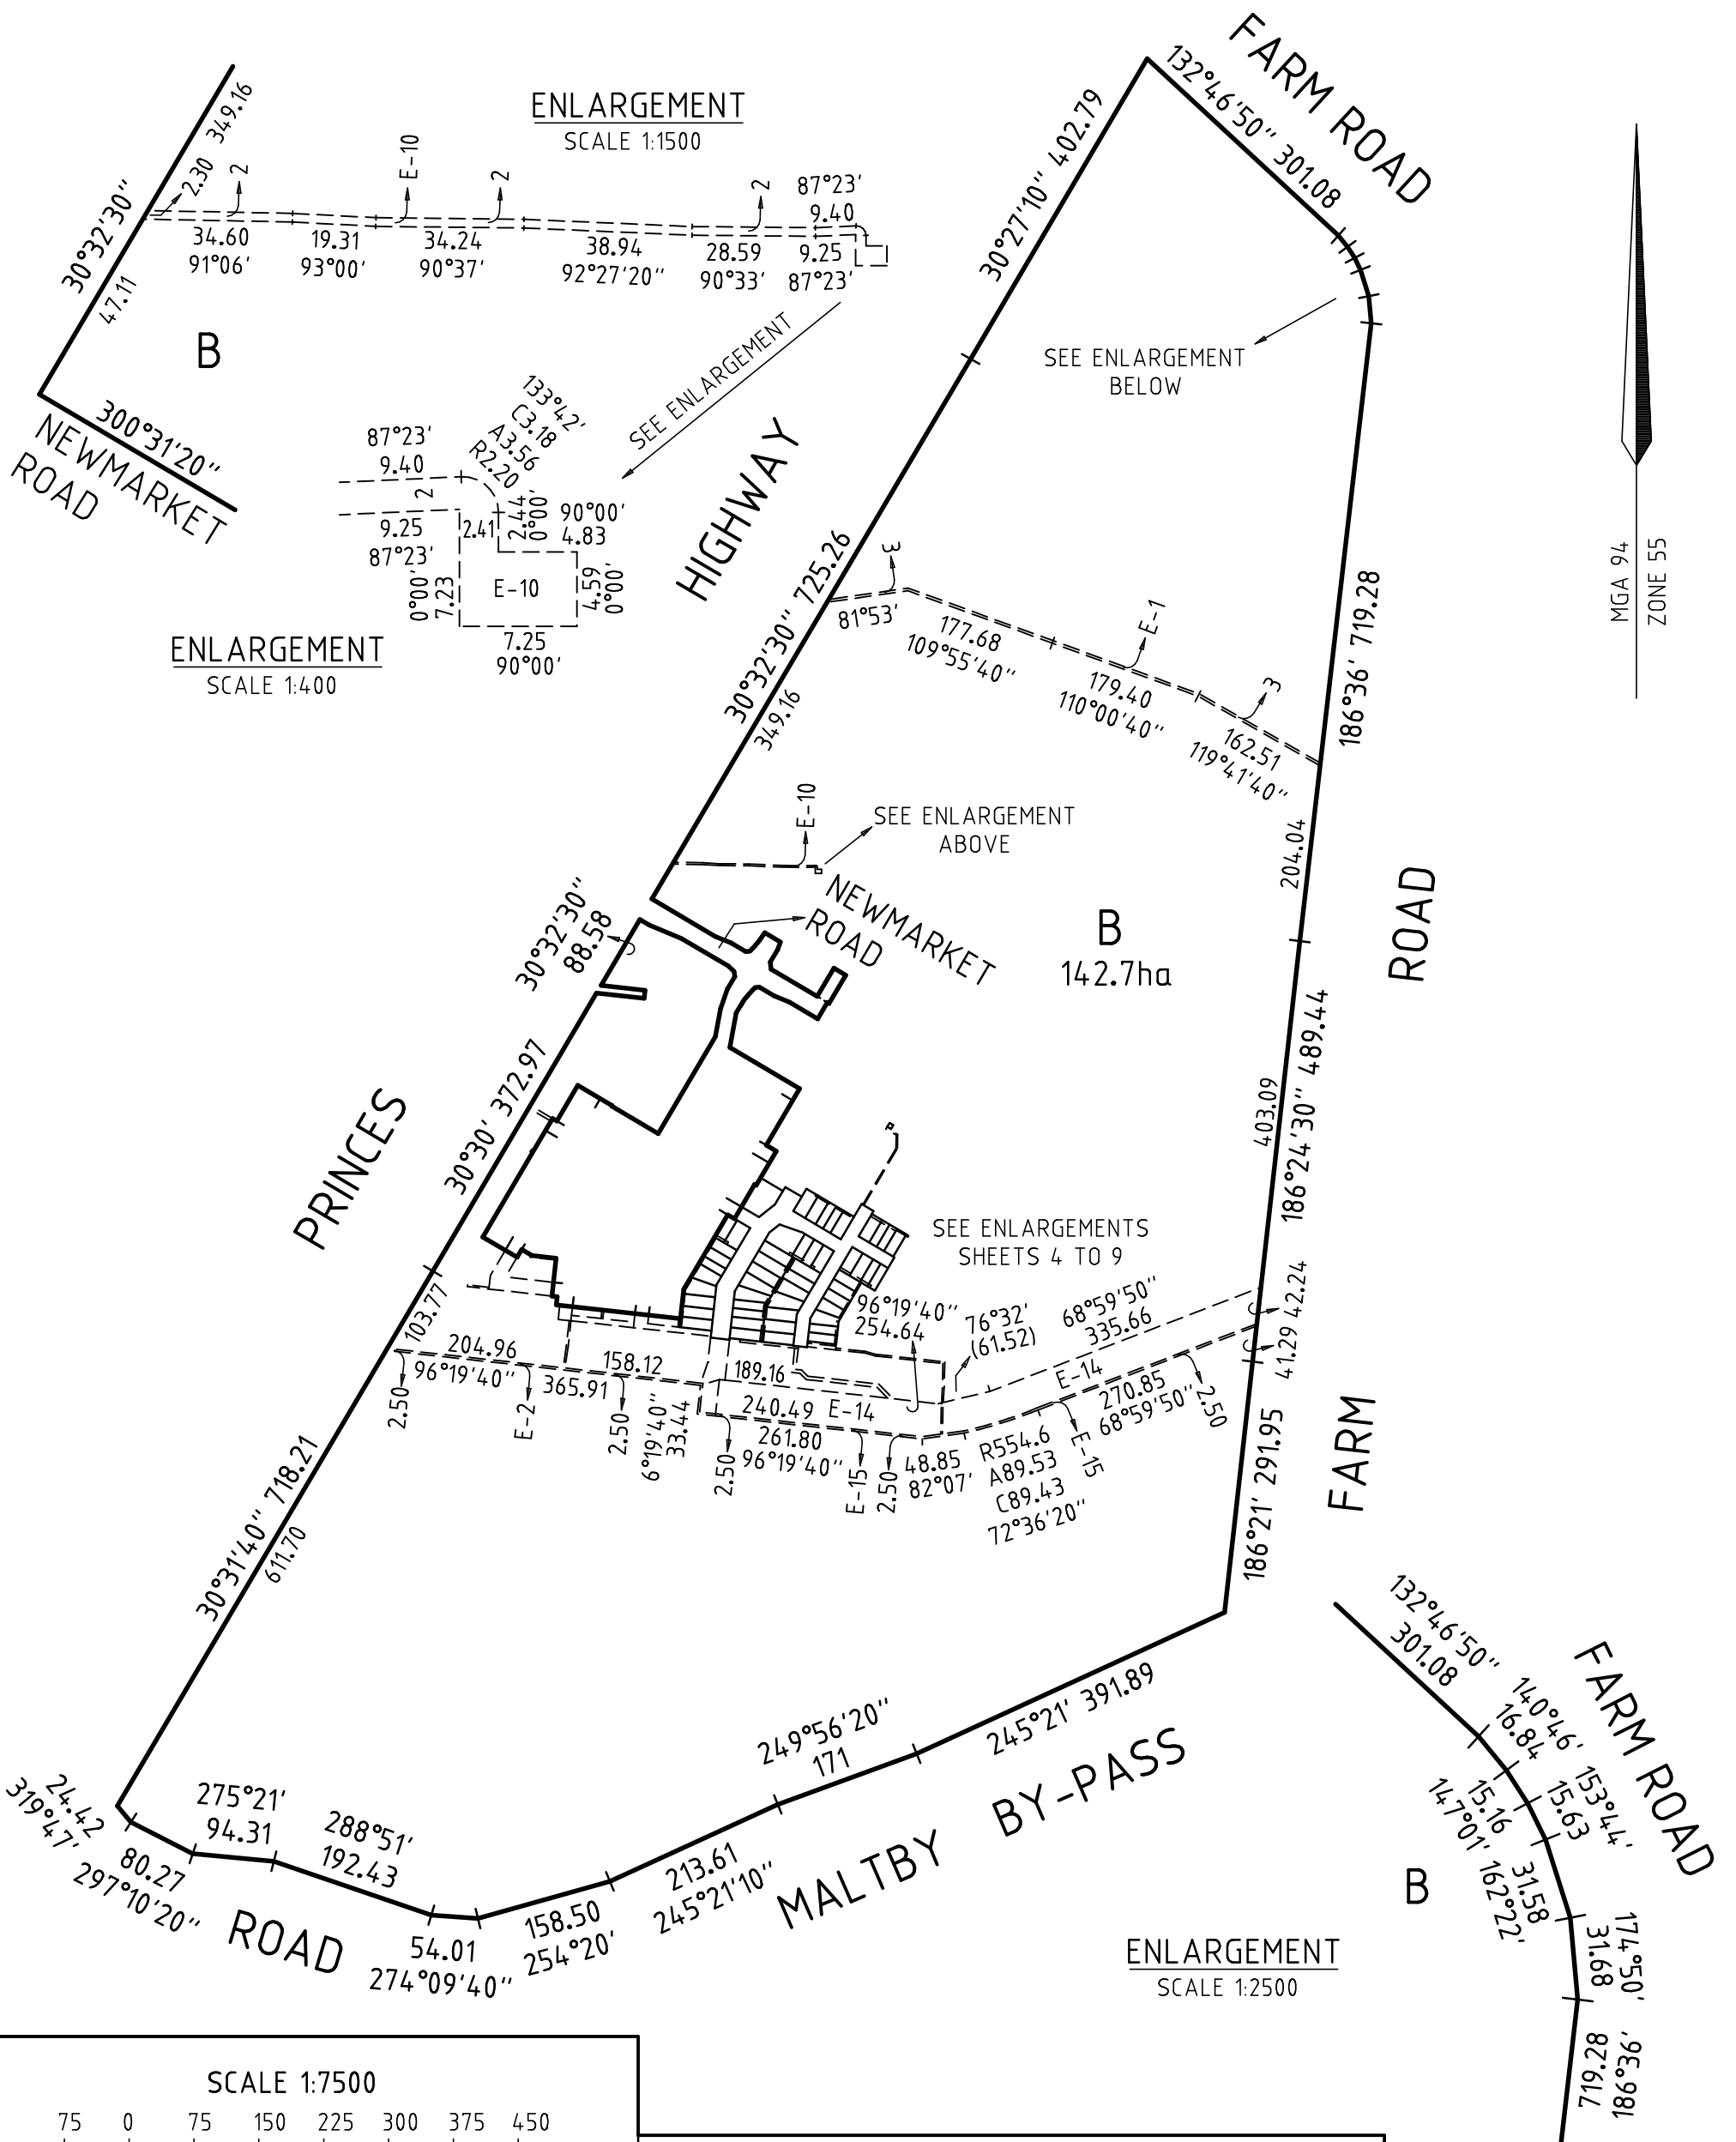 ENLARGEMENT
SCALE 1:1500
349.16
2.30
2
E-10
2
2
87°23'
9.40
30°32'30"
47.11
34.60
91°06'
19.31
93°00'
34.24
90°37'
38.94
92°27'20"
28.59
90°33'
9.25
87°23'
B
300°31'20"
NEWMARKET
ROAD
SEE ENLARGEMENT
133°42'
C3.18
A3.56
R2.20
87°23'
9.40
2
9.25
87°23'
2.41
2.44
0°00'
90°00'
4.83
0°00'
7.23
E-10
4.59
0°00'
7.25
90°00'
ENLARGEMENT
SCALE 1:400
FARM ROAD
132°46'50" 301.08
30°27'10" 402.79
SEE ENLARGEMENT
BELOW
HIGHWAY
30°32'30" 725.26
349.16
3
81°53'
177.68
109°55'40"
E-1
179.40
110°00'40"
3
162.51
119°41'40"
186°36' 719.28
204.04
MGA 94
ZONE 55
E-10
SEE ENLARGEMENT
ABOVE
NEWMARKET
ROAD
B
142.7ha
ROAD
30°32'30"
88.58
186°24'30" 489.44
403.09
PRINCES
30°30' 372.97
SEE ENLARGEMENTS
SHEETS 4 TO 9
103.77
204.96
96°19'40"
2.50
E-2
365.91
158.12
2.50
6°19'40"
33.44
189.16
240.49
E-14
261.80
96°19'40"
2.50
E-15
2.50
96°19'40"
254.64
76°32'
(61.52)
68°59'50"
335.66
E-14
270.85
68°59'50"
2.50
E-15
48.85
82°07'
R554.6
A89.53
C89.43
72°36'20"
42.24
41.29
186°21' 291.95
FARM
30°31'40" 718.21
611.70
24.42
319°47'
80.27
297°10'20"
275°21'
94.31
288°51'
192.43
54.01
274°09'40"
158.50
254°20'
213.61
245°21'10"
249°56'20"
171
245°21' 391.89
MALTBY BY-PASS
ROAD
132°46'50"
301.08
FARM ROAD
140°46'
16.84
15.16
147°01'
153°44'
15.63
31.58
162°22'
174°50'
31.68
B
719.28
186°36'
ENLARGEMENT
SCALE 1:2500
SCALE 1:7500
75 0 75 150 225 300 375 450